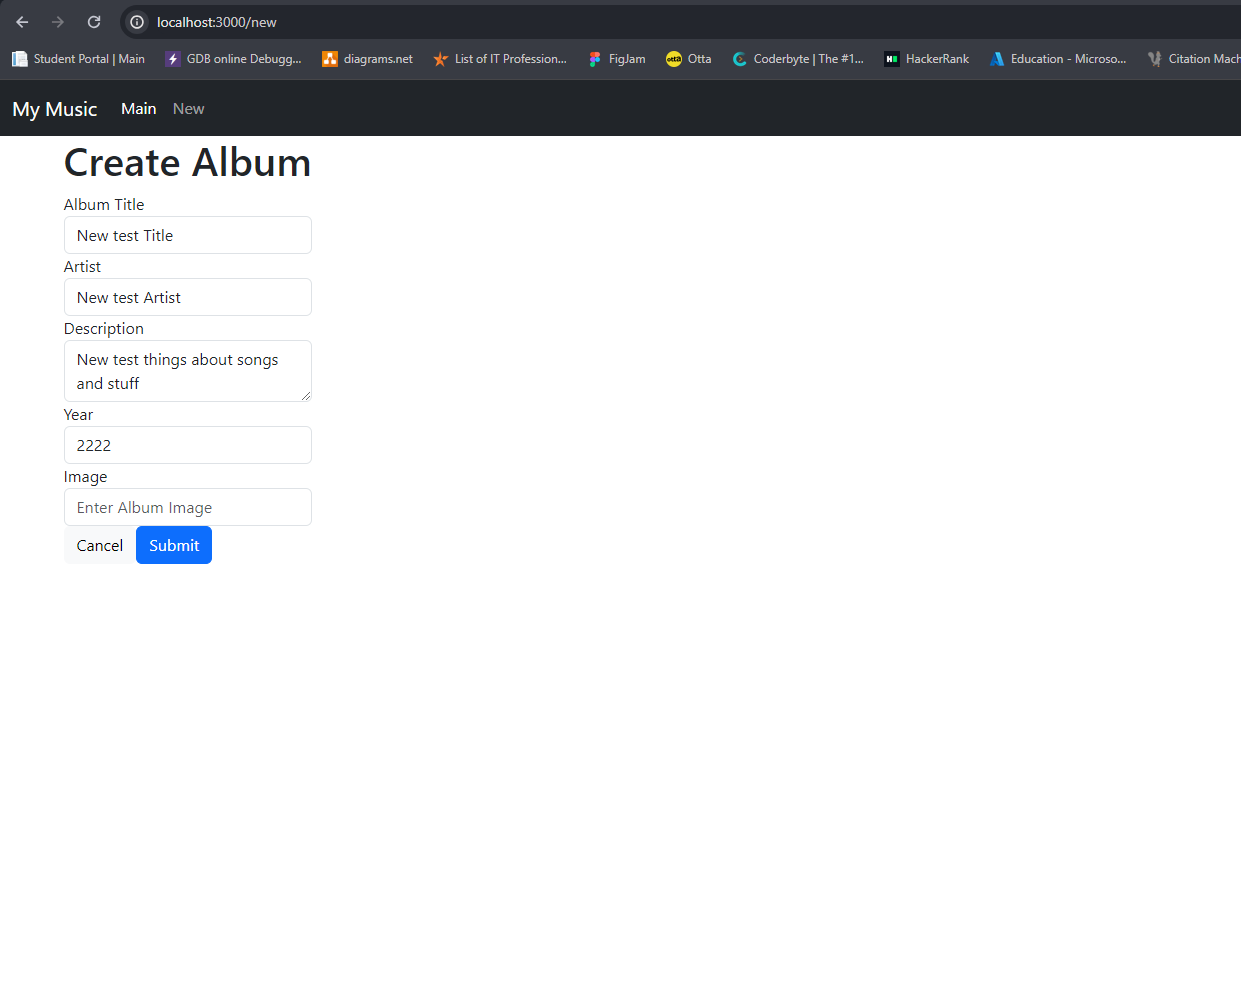 localhost:3000/new
Student Portal | Main GDB online Debugg... diagrams.net List of IT Profession... FigJam otta Otta Coderbyte | The #1... H HackerRank Education - Microso... Citation Mach
My Music Main New
Create Album
Album Title
New test Title
Artist
New test Artist
Description
New test things about songs
and stuff
Year
2222
Image
Enter Album Image
Cancel Submit